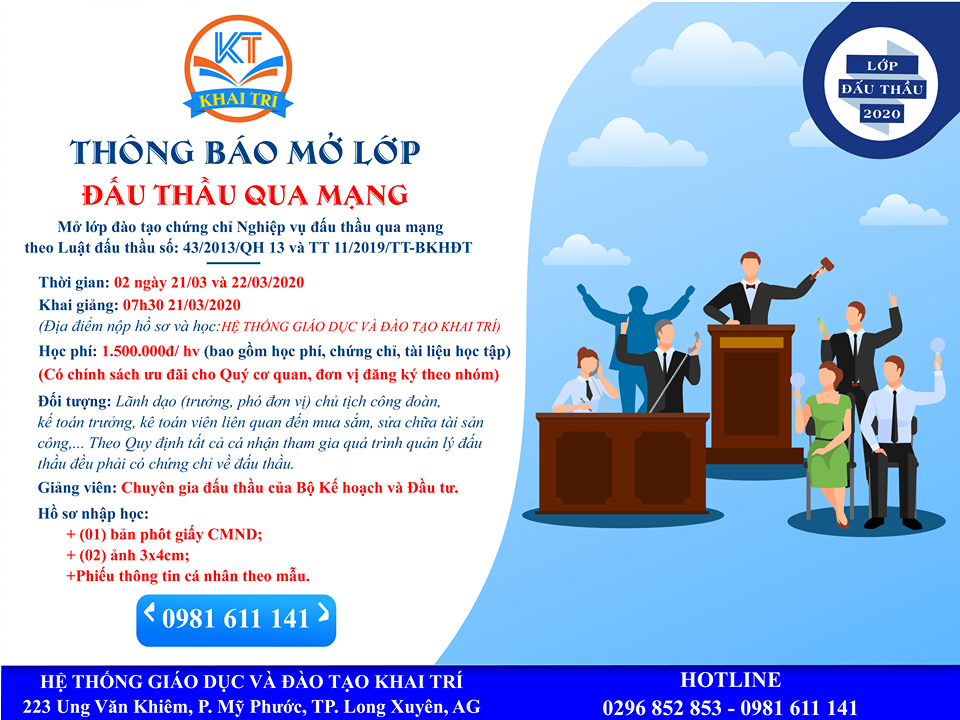 KT
KHAI TRÍ
THÔNG BÁO MỞ LỚP
ĐẤU THẦU QUA MẠNG
Mở lớp đào tạo chứng chỉ Nghiệp vụ đấu thầu qua mạng
theo Luật đấu thầu số: 43/2013/QH 13 và TT 11/2019/TT-BKHĐT
Thời gian: 02 ngày 21/03 và 22/03/2020
Khai giảng: 07h30 21/03/2020
(Địa điểm nộp hồ sơ và học:HỆ THỐNG GIÁO DỤC VÀ ĐÀO TẠO KHAI TRÍ)
Học phí: 1.500.000đ/ hv (bao gồm học phí, chứng chỉ, tài liệu học tập)
(Có chính sách ưu đãi cho Quý cơ quan, đơn vị đăng ký theo nhóm)
Đối tượng: Lãnh dạo (trưởng, phó đơn vị) chủ tịch công đoàn,
kế toán trưởng, kê toán viên liên quan đến mua sắm, sửa chữa tài sản
công,... Theo Quy định tất cả cá nhận tham gia quá trình quản lý đấu
thầu đều phải có chứng chỉ về đấu thầu.
Giảng viên: Chuyên gia đấu thầu của Bộ Kế hoạch và Đầu tư.
Hồ sơ nhập học:
+ (01) bản phôt giấy CMND;
+ (02) ảnh 3x4cm;
+Phiếu thông tin cá nhân theo mẫu.
0981 611 141
LỚP
ĐẤU THẦU
2020
HỆ THỐNG GIÁO DỤC VÀ ĐÀO TẠO KHAI TRÍ
223 Ung Văn Khiêm, P. Mỹ Phước, TP. Long Xuyên, AG
HOTLINE
0296 852 853 - 0981 611 141